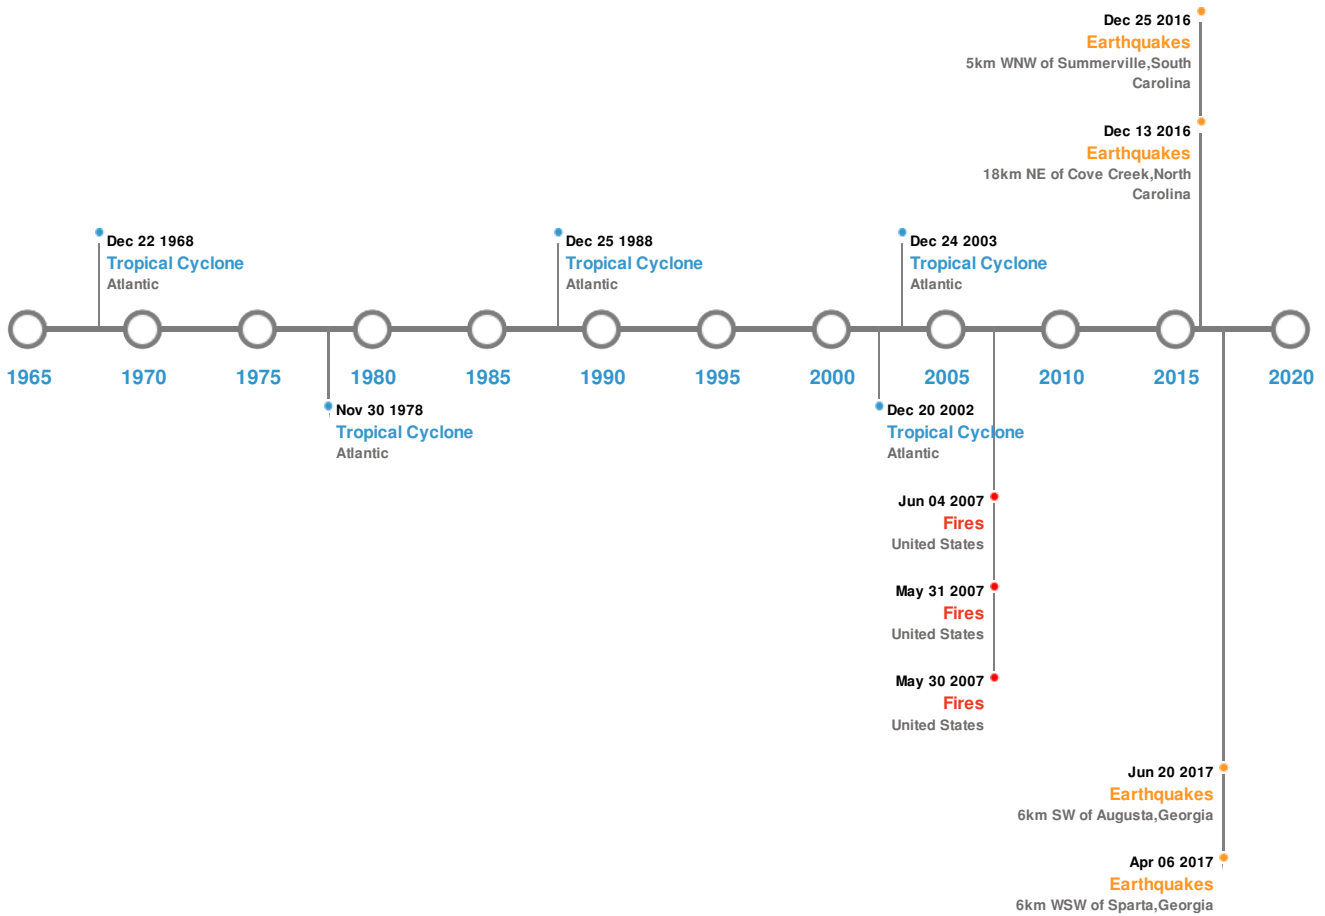 Dec 25 2016
Earthquakes
5km WNW of Summerville,South
Carolina
Dec 13 2016
Earthquakes
18km NE of Cove Creek,North
Carolina
Dec 22 1968
Tropical Cyclone
Atlantic
Dec 25 1988
Tropical Cyclone
Atlantic
Dec 24 2003
Tropical Cyclone
Atlantic
1965 1970 1975 1980 1985 1990 1995 2000 2005 2010 2015 2020
Nov 30 1978
Tropical Cyclone
Atlantic
Dec 20 2002
Tropical Cyclone
Atlantic
Jun 04 2007
Fires
United States
May 31 2007
Fires
United States
May 30 2007
Fires
United States
Jun 20 2017
Earthquakes
6km SW of Augusta,Georgia
Apr 06 2017
Earthquakes
6km WSW of Sparta,Georgia